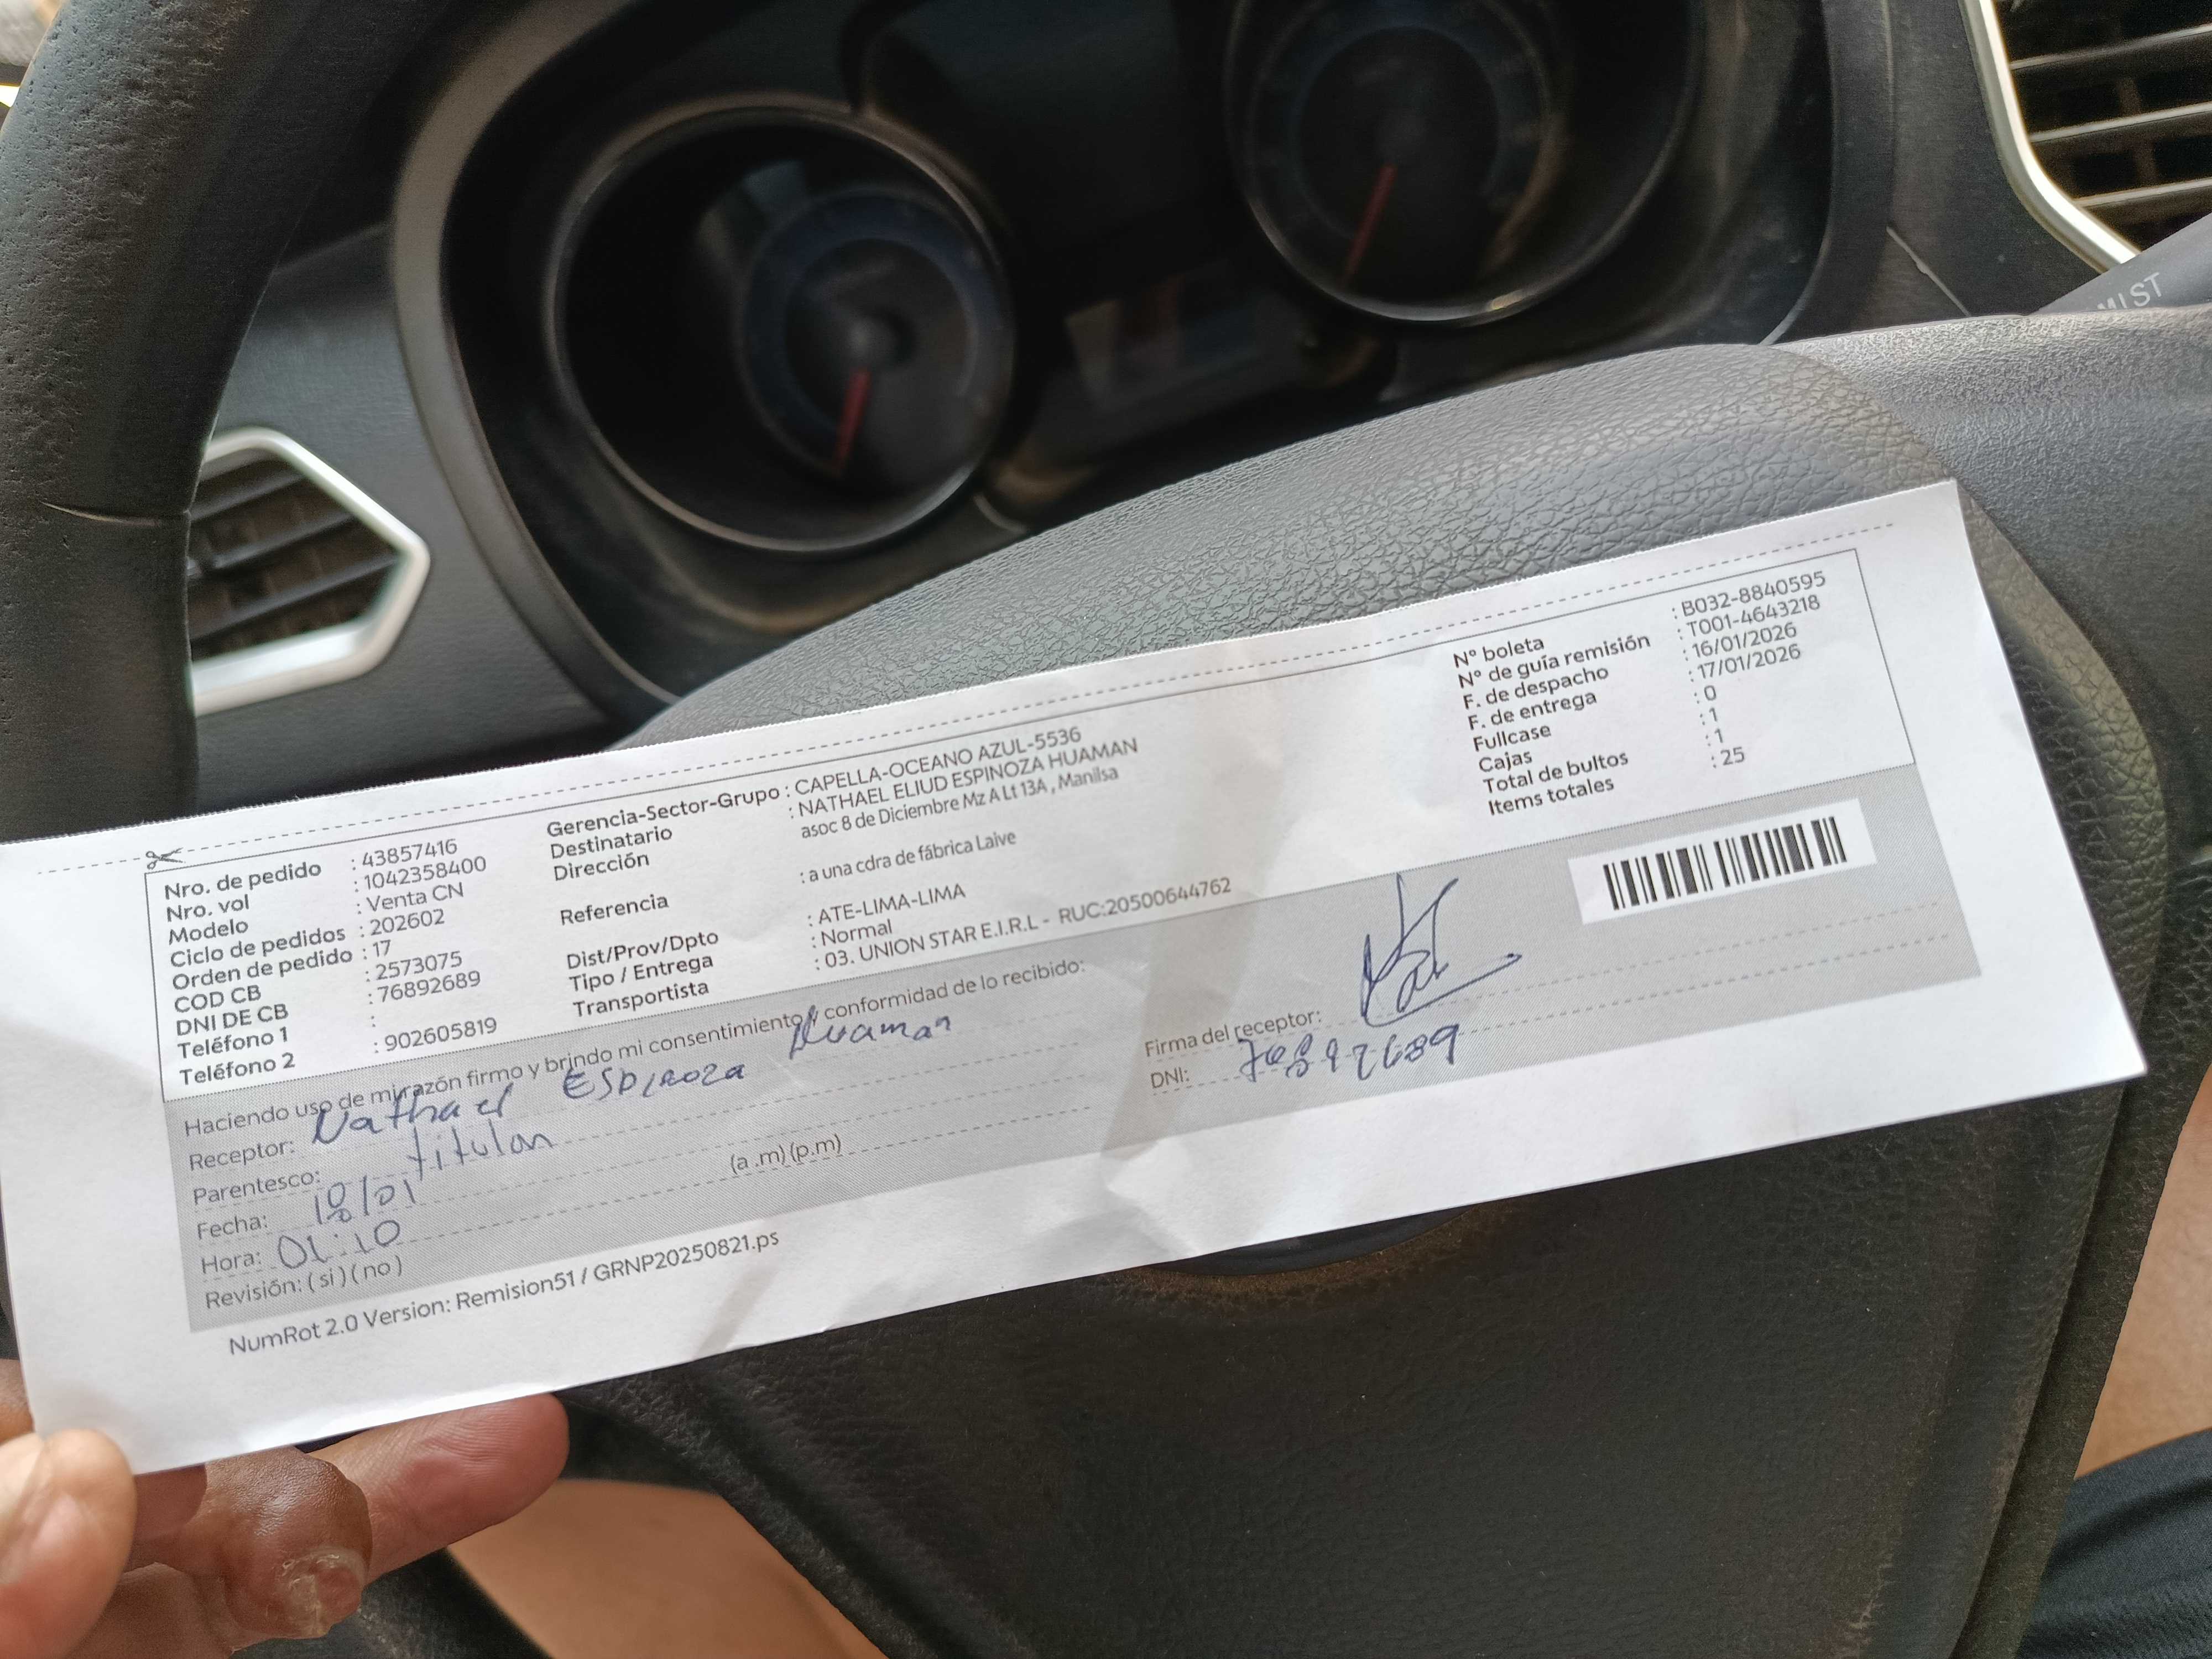 MIST
Nro. de pedido : 43857416
Nro. vol : 1042358400
Modelo : Venta CN
Ciclo de pedidos : 202602
Orden de pedido : 17
COD CB : 2573075
DNI DE CB : 76892689
Teléfono 1 :
Teléfono 2 : 902605819
Gerencia-Sector-Grupo : CAPELLA-OCEANO AZUL-5536
Destinatario : NATHAEL ELIUD ESPINOZA HUAMAN
Dirección asoc 8 de Diciembre Mz A Lt 13A , Manilsa
Referencia : a una cdra de fábrica Laive
Dist/Prov/Dpto : ATE-LIMA-LIMA
Tipo / Entrega : Normal
Transportista : 03. UNION STAR E.I.R.L - RUC:20500644762
N° boleta : B032-8840595
N° de guía remisión : T001-4643218
F. de despacho : 16/01/2026
F. de entrega : 17/01/2026
Fullcase : 0
Cajas : 1
Total de bultos : 1
Items totales : 25
Haciendo uso de mi razón firmo y brindo mi consentimiento y conformidad de lo recibido:
Receptor: Nathael Espinoza Huaman
Parentesco: titular
Fecha: /01
Hora: 01:10 (a .m) (p.m)
Revisión: ( si ) ( no )
Firma del receptor:
DNI: 76892689
NumRot 2.0 Version: Remision51 / GRNP20250821.ps